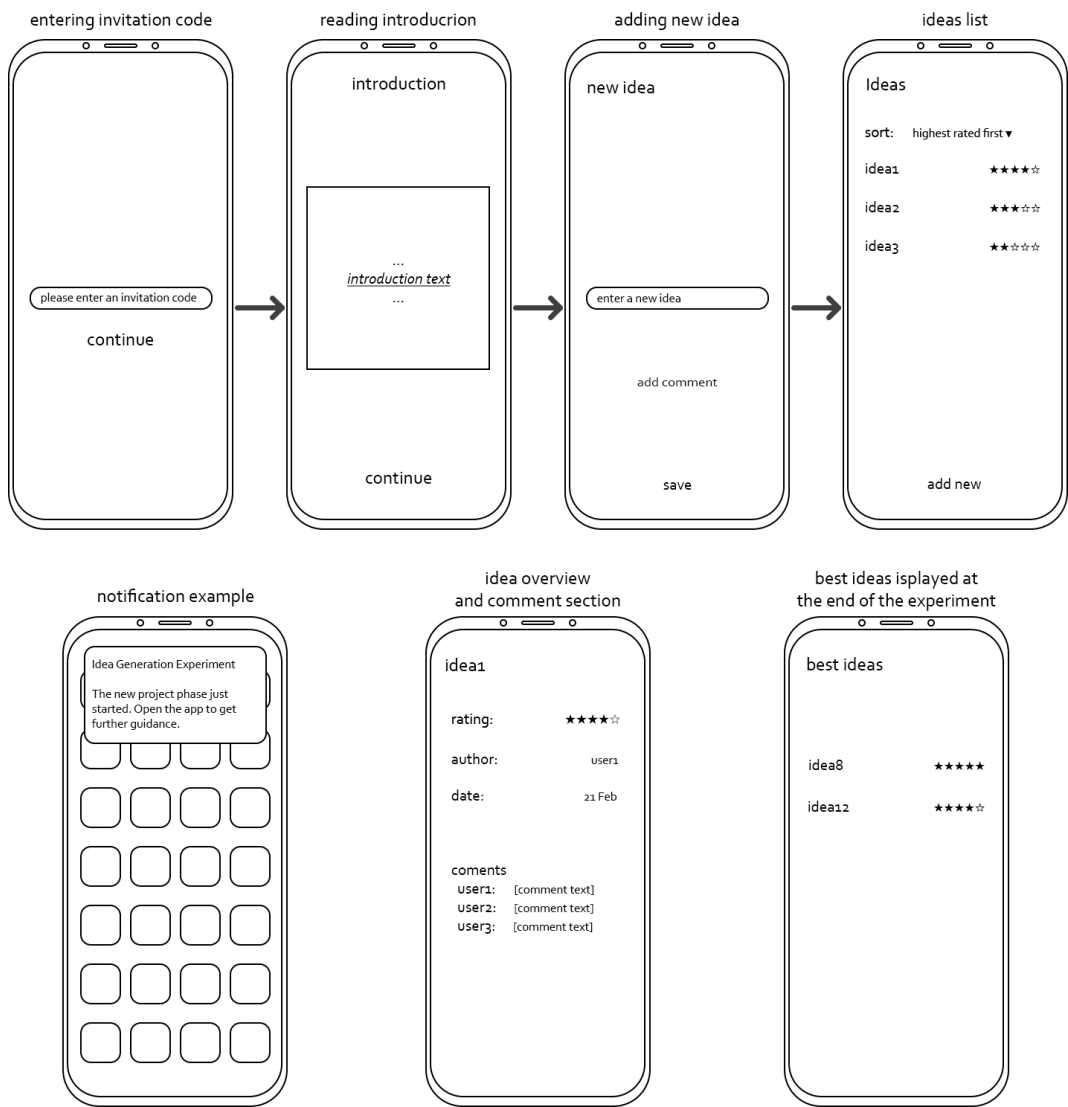 entering invitation code
please enter an invitation code
continue
reading introducrion
introduction
...
introduction text
...
continue
adding new idea
new idea
enter a new idea
add comment
save
ideas list
Ideas
sort: highest rated first ▼
idea1 ★★★★☆
idea2 ★★★☆☆
idea3 ★★☆☆☆
add new
notification example
Idea Generation Experiment
The new project phase just
started. Open the app to get
further guidance.
idea overview
and comment section
idea1
rating: ★★★★☆
author: user1
date: 21 Feb
coments
user1: [comment text]
user2: [comment text]
user3: [comment text]
best ideas isplayed at
the end of the experiment
best ideas
idea8 ★★★★★
idea12 ★★★★☆